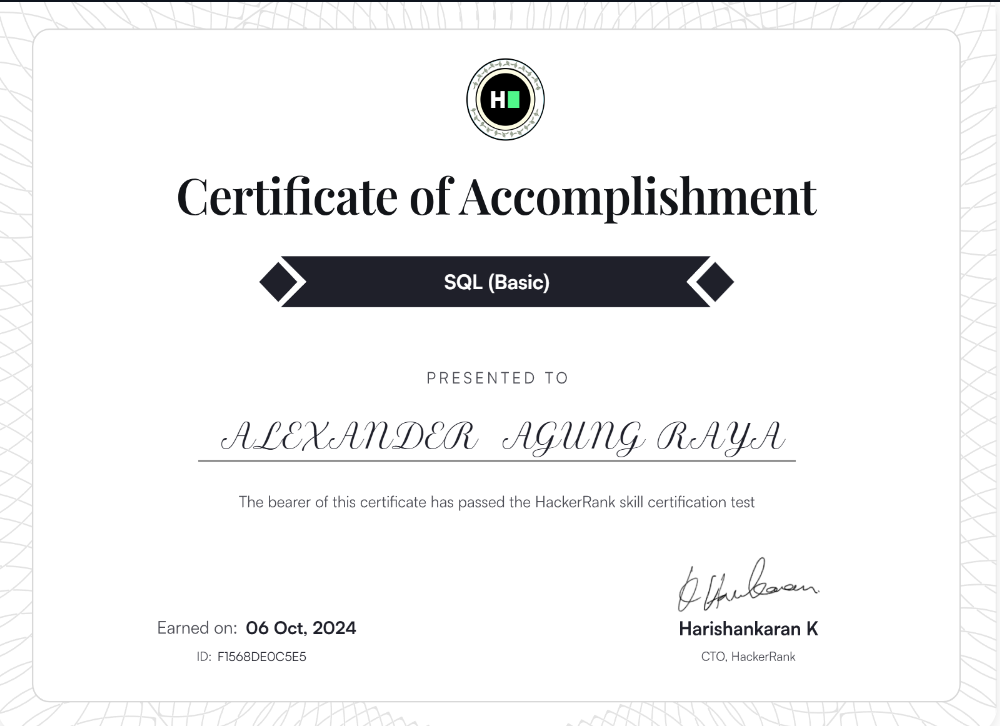 H
Certificate of Accomplishment
SQL (Basic)
PRESENTED TO
ALEXANDER AGUNG RAYA
The bearer of this certificate has passed the HackerRank skill certification test
Earned on: 06 Oct, 2024
Harishankaran K
ID: F1568DE0C5E5
CTO, HackerRank